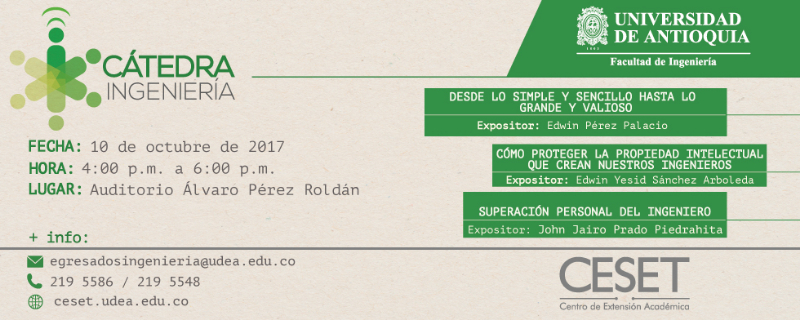 CÁTEDRA
INGENIERÍA
UNIVERSIDAD
DE ANTIOQUIA
1803
Facultad de Ingeniería
FECHA: 10 de octubre de 2017
HORA: 4:00 p.m. a 6:00 p.m.
LUGAR: Auditorio Álvaro Pérez Roldán
DESDE LO SIMPLE Y SENCILLO HASTA LO
GRANDE Y VALIOSO
Expositor: Edwin Pérez Palacio
CÓMO PROTEGER LA PROPIEDAD INTELECTUAL
QUE CREAN NUESTROS INGENIEROS
Expositor: Edwin Yesid Sánchez Arboleda
SUPERACIÓN PERSONAL DEL INGENIERO
Expositor: John Jairo Prado Piedrahita
+ info:
egresadosingenieria@udea.edu.co
219 5586 / 219 5548
ceset.udea.edu.co
CESET
Centro de Extensión Académica